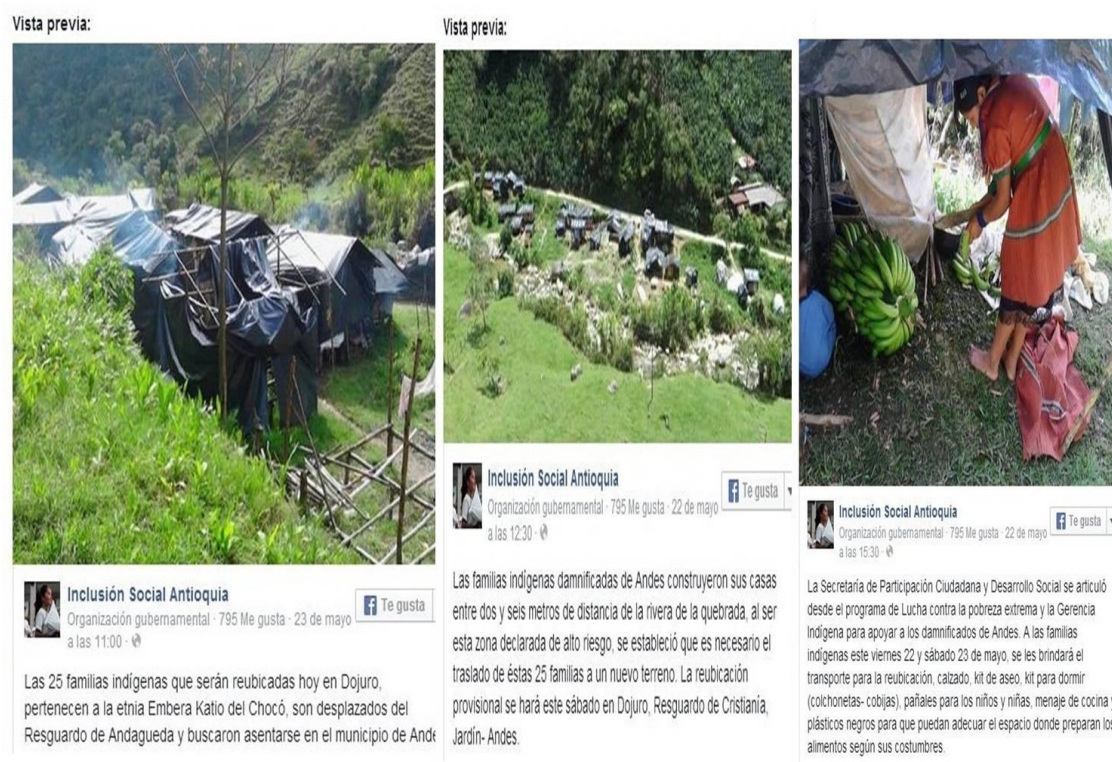 Vista previa:
Inclusión Social Antioquia
Te gusta
Organización gubernamental · 795 Me gusta · 23 de mayo
a las 11:00 ·
Las 25 familias indígenas que serán reubicadas hoy en Dojuro,
pertenecen a la etnia Embera Katio del Chocó, son desplazados del
Resguardo de Andagueda y buscaron asentarse en el municipio de Ande
Vista previa:
Inclusión Social Antioquia
Te gusta
Organización gubernamental · 795 Me gusta · 22 de mayo
a las 12:30 ·
Las familias indígenas damnificadas de Andes construyeron sus casas
entre dos y seis metros de distancia de la rivera de la quebrada, al ser
esta zona declarada de alto riesgo, se estableció que es necesario el
traslado de éstas 25 familias a un nuevo terreno. La reubicación
provisional se hará este sábado en Dojuro, Resguardo de Cristianía,
Jardín- Andes.
Inclusión Social Antioquia
Te gusta
Organización gubernamental · 795 Me gusta · 22 de mayo
a las 15:30 ·
La Secretaría de Participación Ciudadana y Desarrollo Social se articuló
desde el programa de Lucha contra la pobreza extrema y la Gerencia
Indígena para apoyar a los damnificados de Andes. A las familias
indígenas este viernes 22 y sábado 23 de mayo, se les brindará el
transporte para la reubicación, calzado, kit de aseo, kit para dormir
(colchonetas- cobijas), pañales para los niños y niñas, menaje de cocina y
plásticos negros para que puedan adecuar el espacio donde preparan los
alimentos según sus costumbres.